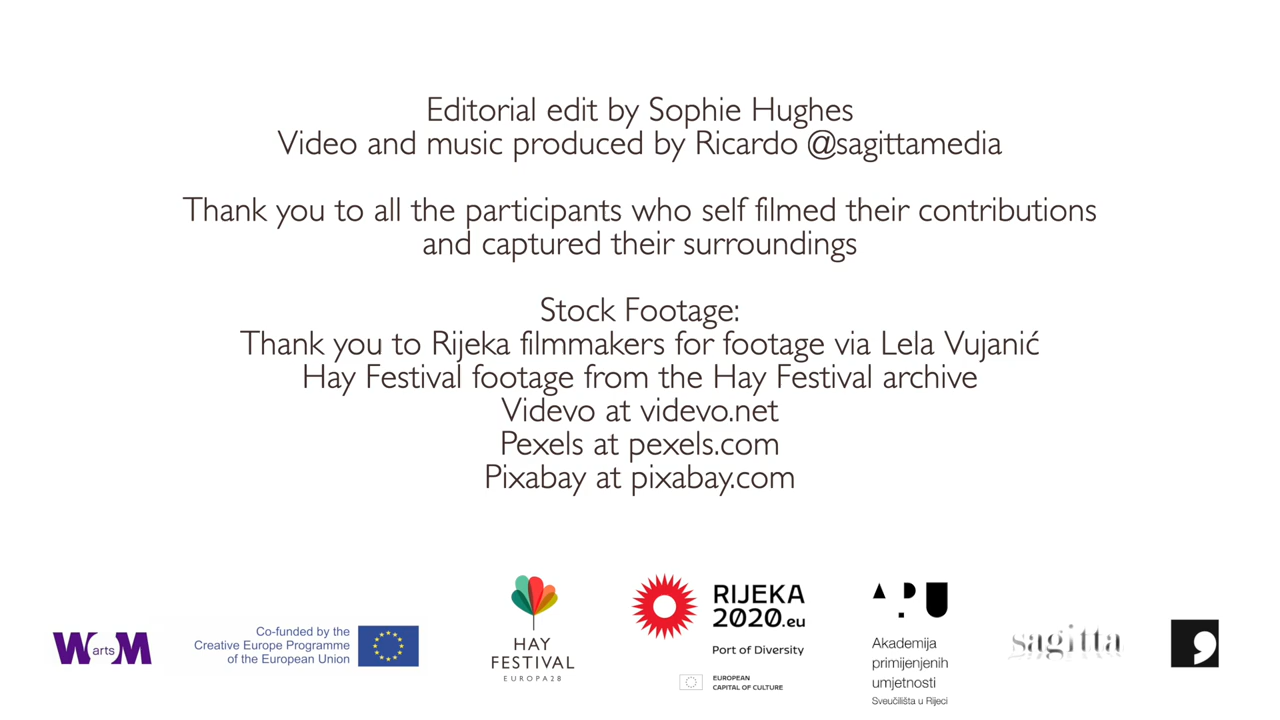 Editorial edit by Sophie Hughes
Video and music produced by Ricardo @sagittamedia
Thank you to all the participants who self filmed their contributions
and captured their surroundings
Stock Footage:
Thank you to Rijeka filmmakers for footage via Lela Vujanić
Hay Festival footage from the Hay Festival archive
Videvo at videvo.net
Pexels at pexels.com
Pixabay at pixabay.com
WoM
arts
Co-funded by the
Creative Europe Programme
of the European Union
HAY
FESTIVAL
EUROPA28
RIJEKA
2020.eu
Port of Diversity
EUROPEAN
CAPITAL OF CULTURE
APU
Akademija
primijenjenih
umjetnosti
Sveučilišta u Rijeci
sagitta